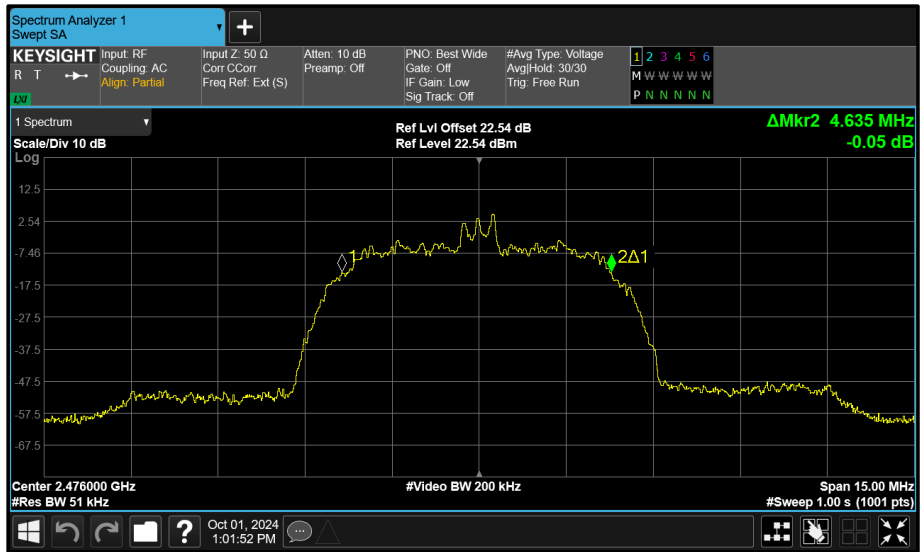 Spectrum Analyzer 1
Swept SA
+
KEYSIGHT
R T
LXI
Input: RF
Coupling: AC
Align: Partial
Input Z: 50 Ω
Corr CCorr
Freq Ref: Ext (S)
Atten: 10 dB
Preamp: Off
PNO: Best Wide
Gate: Off
IF Gain: Low
Sig Track: Off
#Avg Type: Voltage
Avg|Hold: 30/30
Trig: Free Run
1 2 3 4 5 6
M W W W W W
P N N N N N
1 Spectrum
Scale/Div 10 dB
Ref Lvl Offset 22.54 dB
Ref Level 22.54 dBm
ΔMkr2 4.635 MHz
-0.05 dB
Log
12.5
2.54
-7.46
-17.5
-27.5
-37.5
-47.5
-57.5
-67.5
1
2Δ1
Center 2.476000 GHz
#Res BW 51 kHz
#Video BW 200 kHz
Span 15.00 MHz
#Sweep 1.00 s (1001 pts)
?
Oct 01, 2024
1:01:52 PM